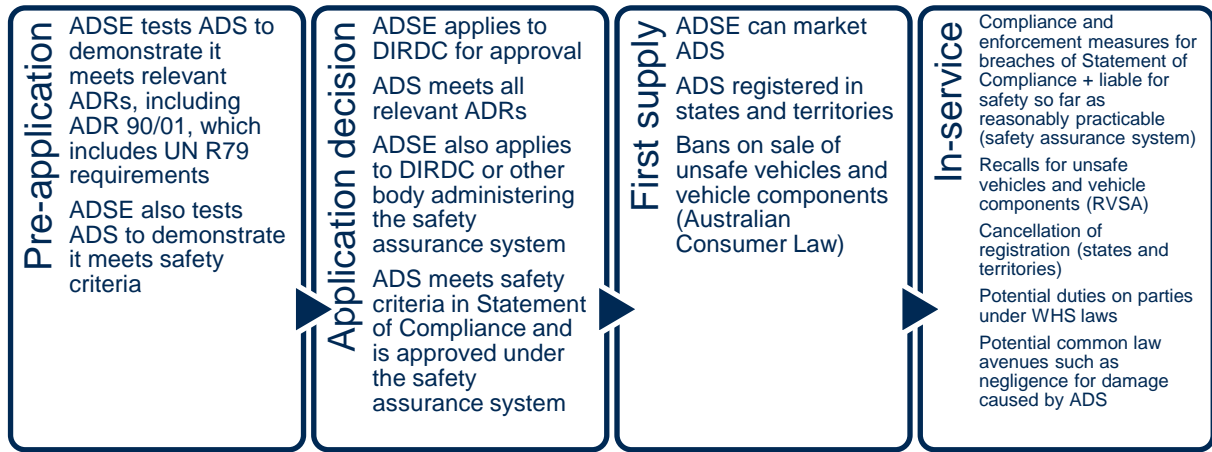 Pre-application
ADSE tests ADS to
demonstrate it
meets relevant
ADRs, including
ADR 90/01, which
includes UN R79
requirements
ADSE also tests
ADS to demonstrate
it meets safety
criteria
Application decision
ADSE applies to
DIRDC for approval
ADS meets all
relevant ADRs
ADSE also applies
to DIRDC or other
body administering
the safety
assurance system
ADS meets safety
criteria in Statement
of Compliance and
is approved under
the safety
assurance system
First supply
ADSE can market
ADS
ADS registered in
states and territories
Bans on sale of
unsafe vehicles and
vehicle components
(Australian
Consumer Law)
In-service
Compliance and
enforcement measures for
breaches of Statement of
Compliance + liable for
safety so far as
reasonably practicable
(safety assurance system)
Recalls for unsafe
vehicles and vehicle
components (RVSA)
Cancellation of
registration (states and
territories)
Potential duties on parties
under WHS laws
Potential common law
avenues such as
negligence for damage
caused by ADS